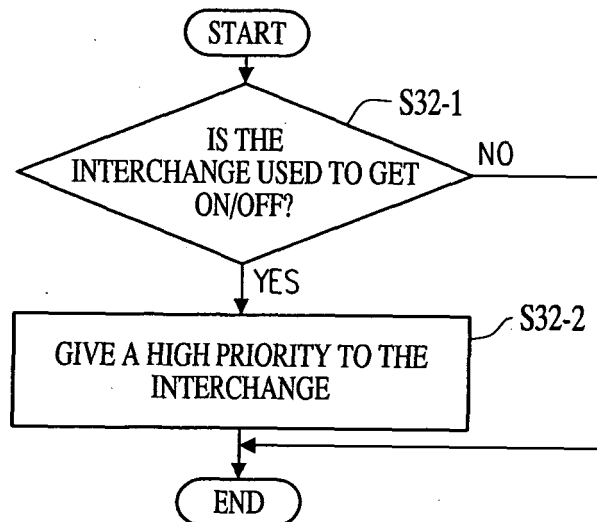 START
S32-1
IS THE
INTERCHANGE USED TO GET
ON/OFF?
NO
YES
S32-2
GIVE A HIGH PRIORITY TO THE
INTERCHANGE
END